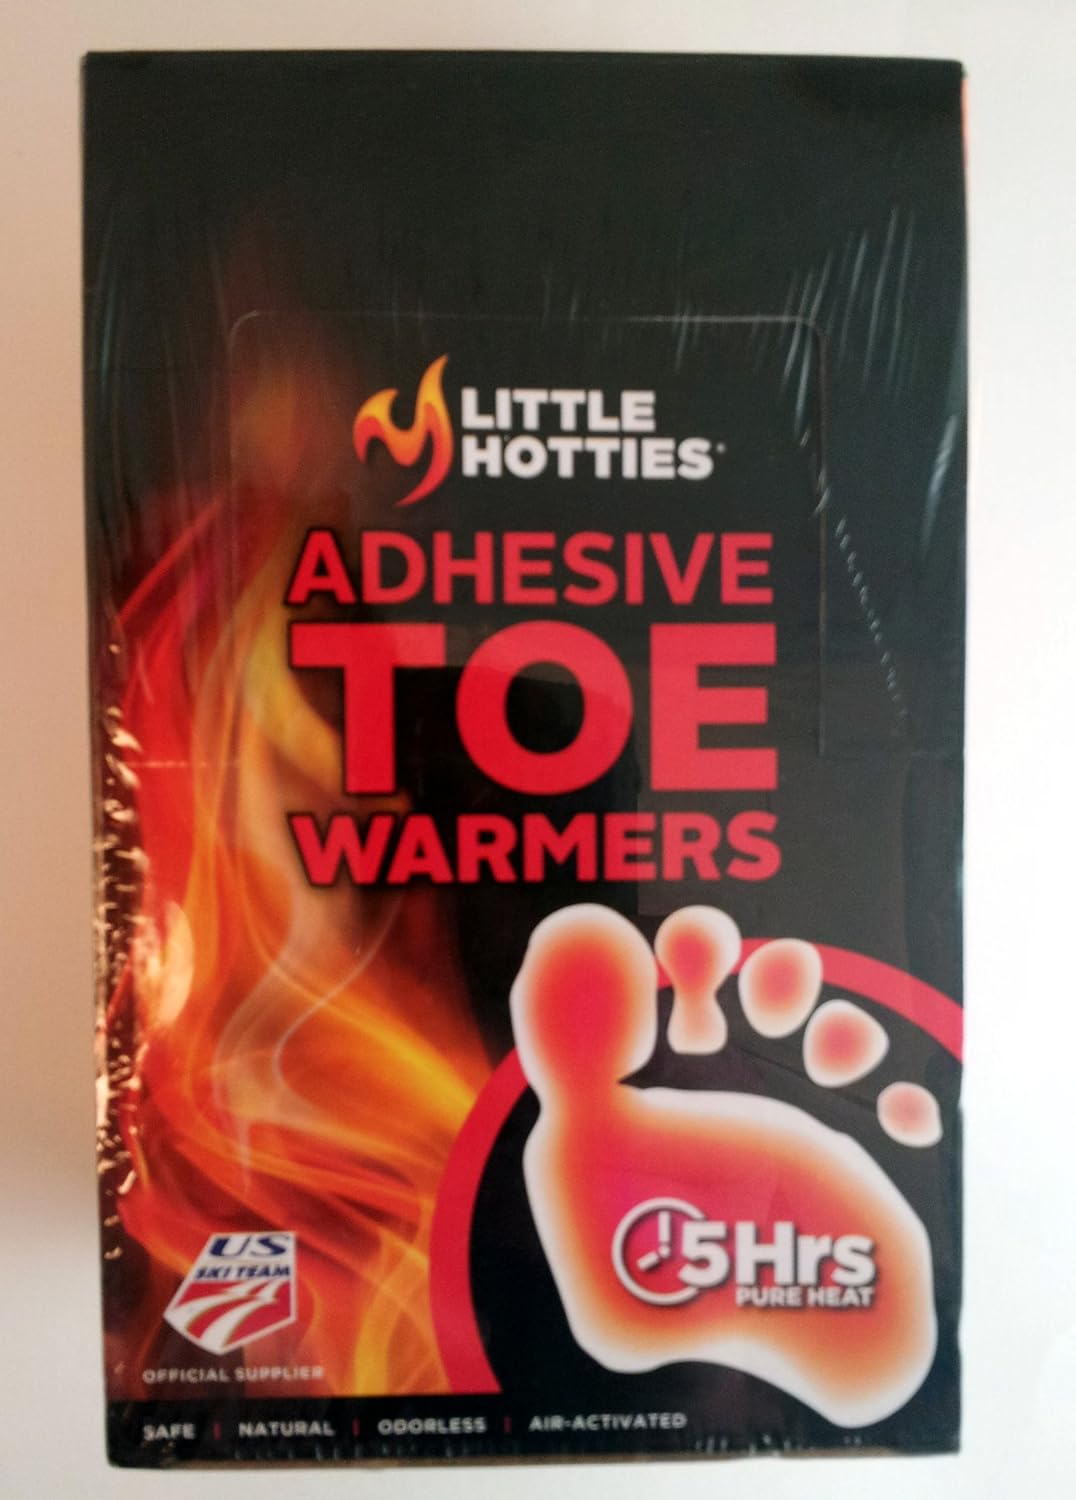 LITTLE
HOTTIES®
ADHESIVE
TOE
WARMERS
5Hrs
PURE HEAT
US
SKI TEAM
OFFICIAL SUPPLIER
SAFE | NATURAL | ODORLESS | AIR-ACTIVATED